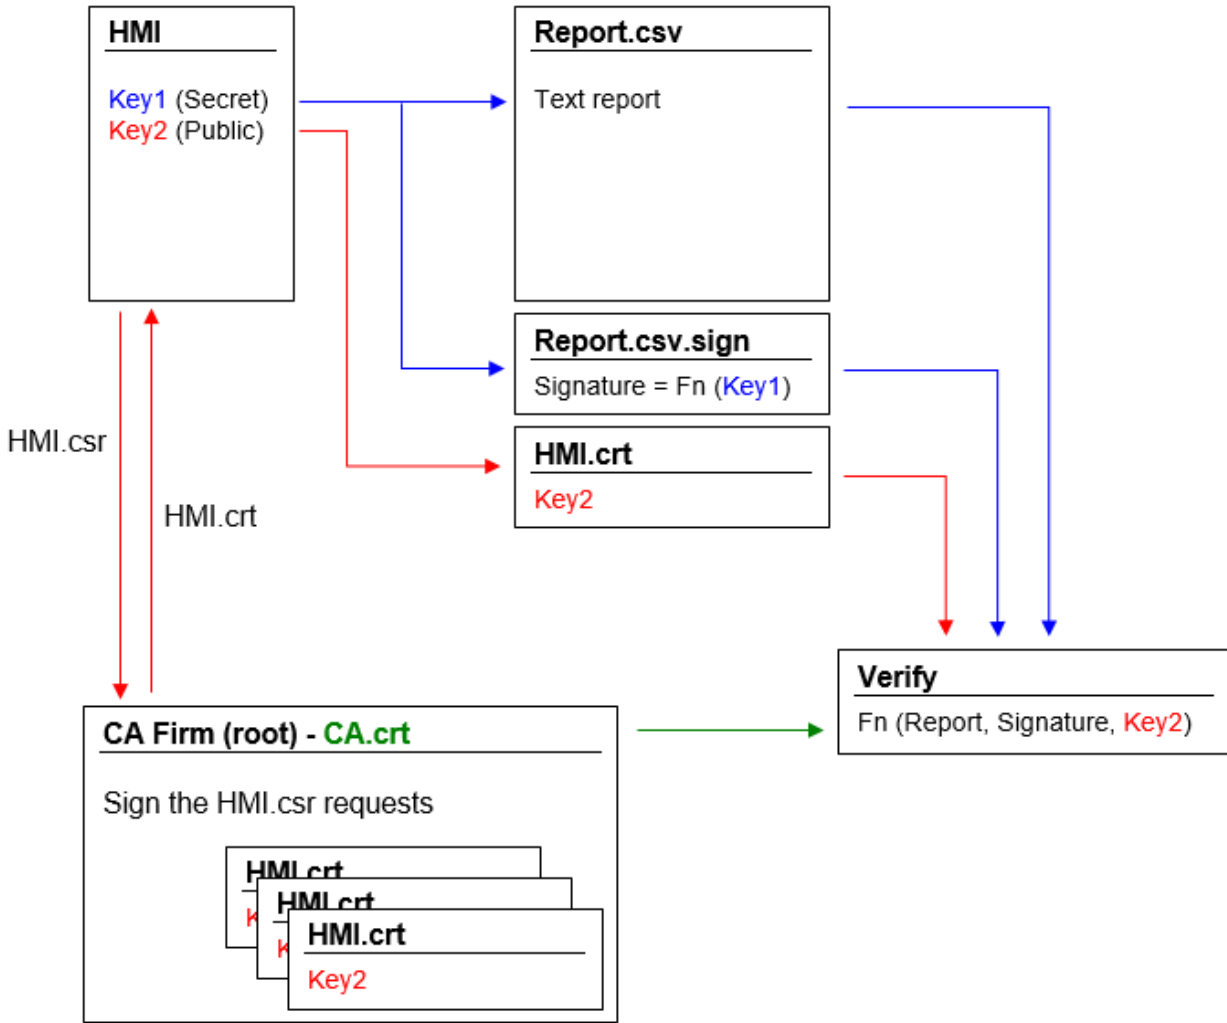 HMI
Key1 (Secret)
Key2 (Public)
Report.csv
Text report
Report.csv.sign
Signature = Fn (Key1)
HMI.crt
Key2
HMI.csr
HMI.crt
Verify
Fn (Report, Signature, Key2)
CA Firm (root) - CA.crt
Sign the HMI.csr requests
HMI.crt
K
HMI.crt
K
HMI.crt
Key2